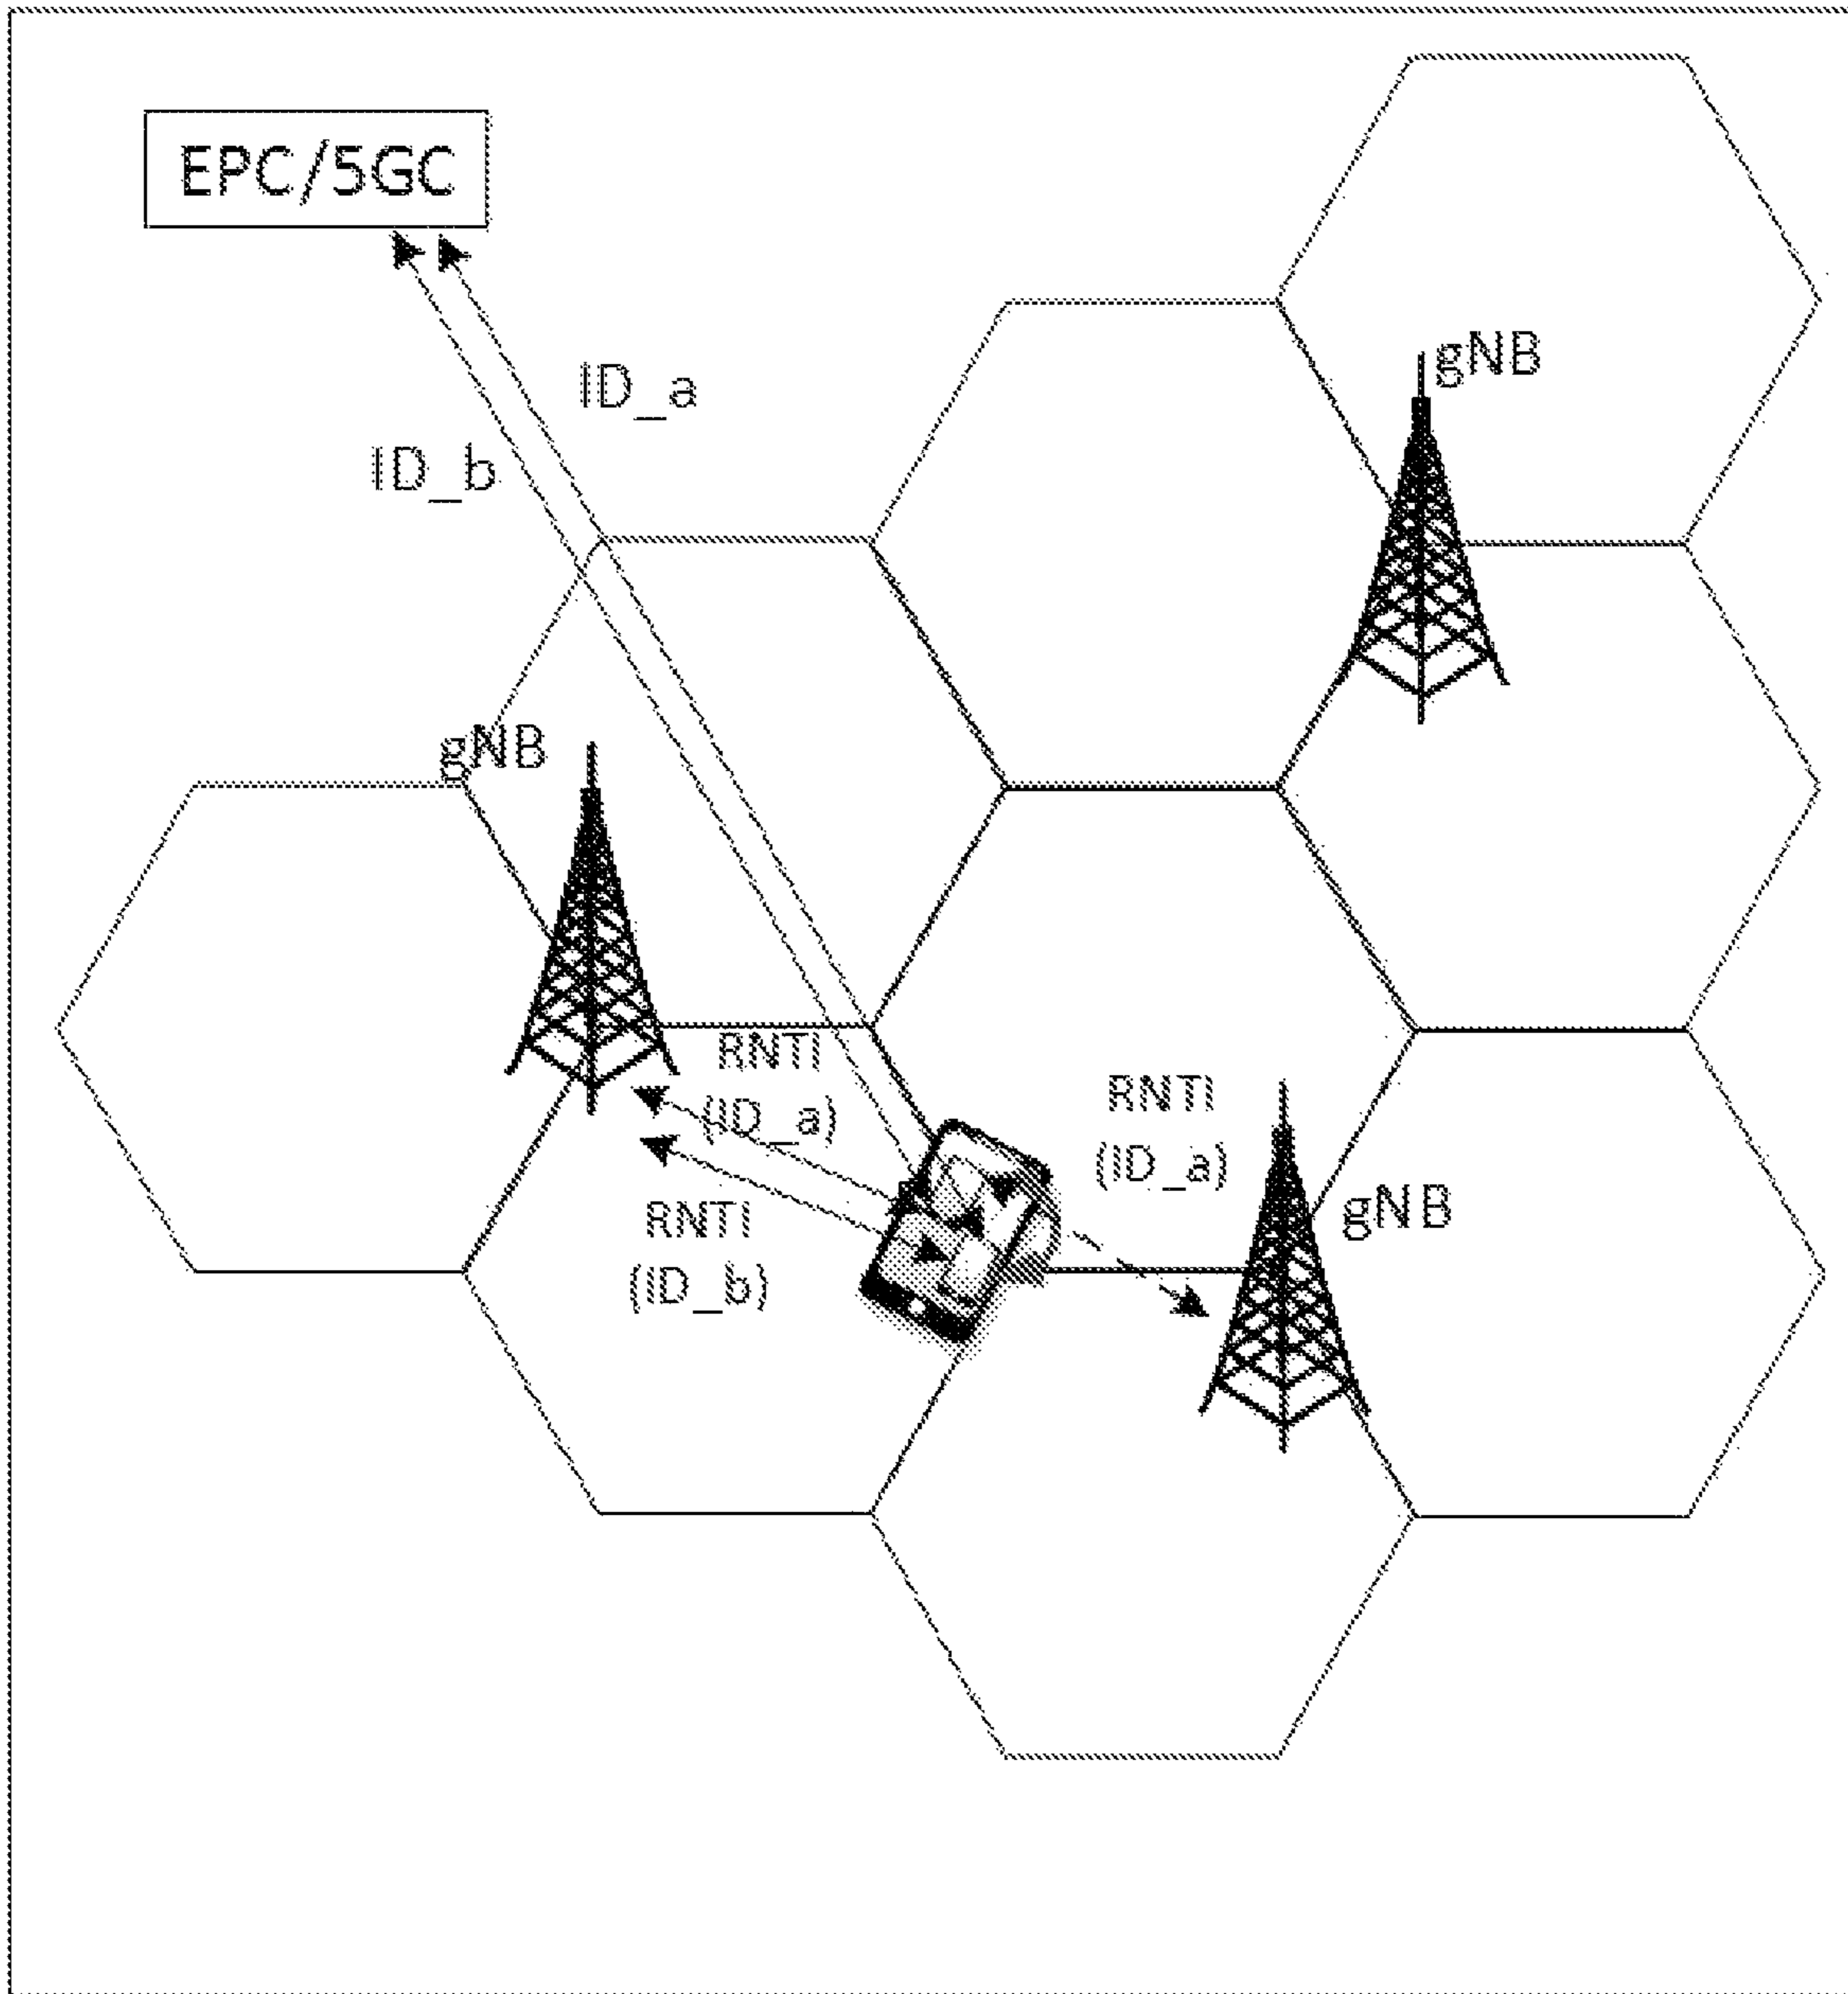 EPC/5GC
gNB
ID_a
ID_b
gNB
RNTI
(ID_a)
RNTI
(ID_a)
RNTI
(ID_b)
gNB